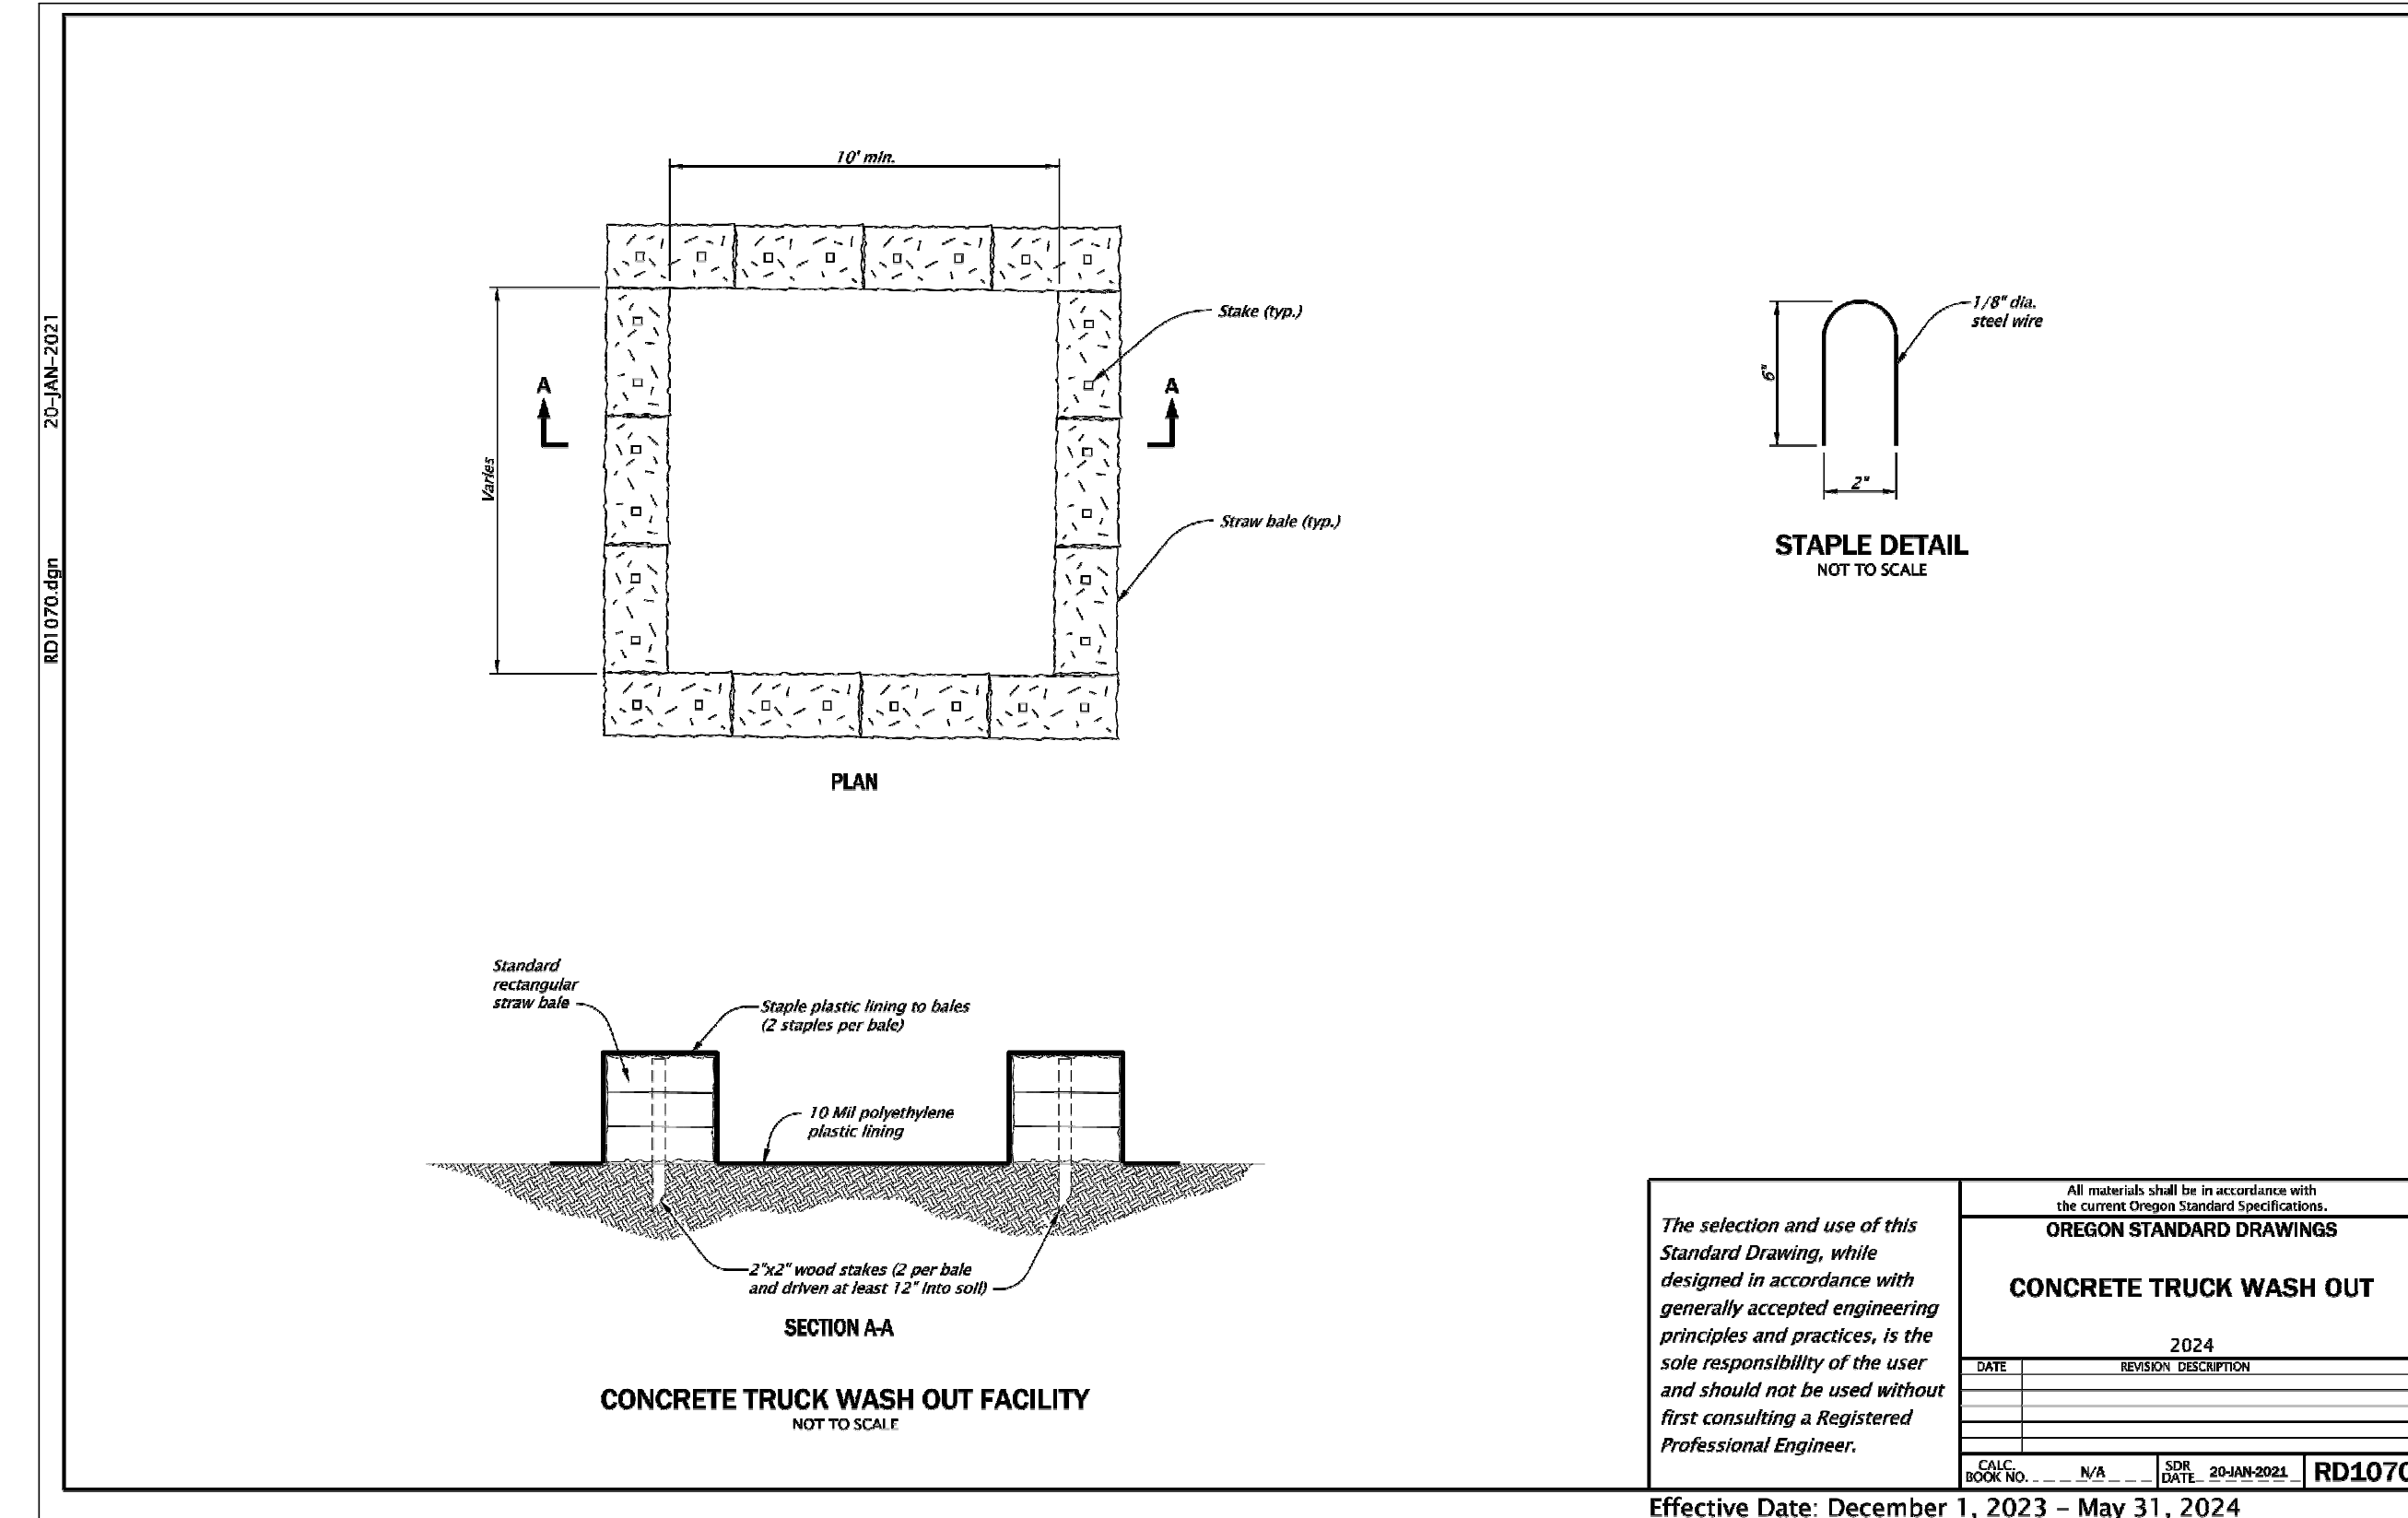 20-JAN-2021
RD1070.dgn
10' min.
Varies
A
A
Stake (typ.)
Straw bale (typ.)
PLAN
1/8" dia.
steel wire
6"
2"
STAPLE DETAIL
NOT TO SCALE
Standard
rectangular
straw bale
Staple plastic lining to bales
(2 staples per bale)
10 Mil polyethylene
plastic lining
2"x2" wood stakes (2 per bale
and driven at least 12" into soil)
SECTION A-A
CONCRETE TRUCK WASH OUT FACILITY
NOT TO SCALE
The selection and use of this
Standard Drawing, while
designed in accordance with
generally accepted engineering
principles and practices, is the
sole responsibility of the user
and should not be used without
first consulting a Registered
Professional Engineer.
All materials shall be in accordance with
the current Oregon Standard Specifications.
OREGON STANDARD DRAWINGS
CONCRETE TRUCK WASH OUT
2024
DATE REVISION DESCRIPTION
CALC.
BOOK NO. N/A
SDR
DATE 20-JAN-2021
RD1070
Effective Date: December 1, 2023 – May 31, 2024